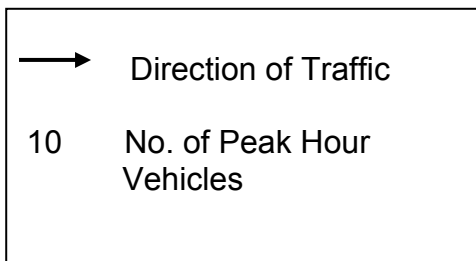 Direction of Traffic
10 No. of Peak Hour
Vehicles